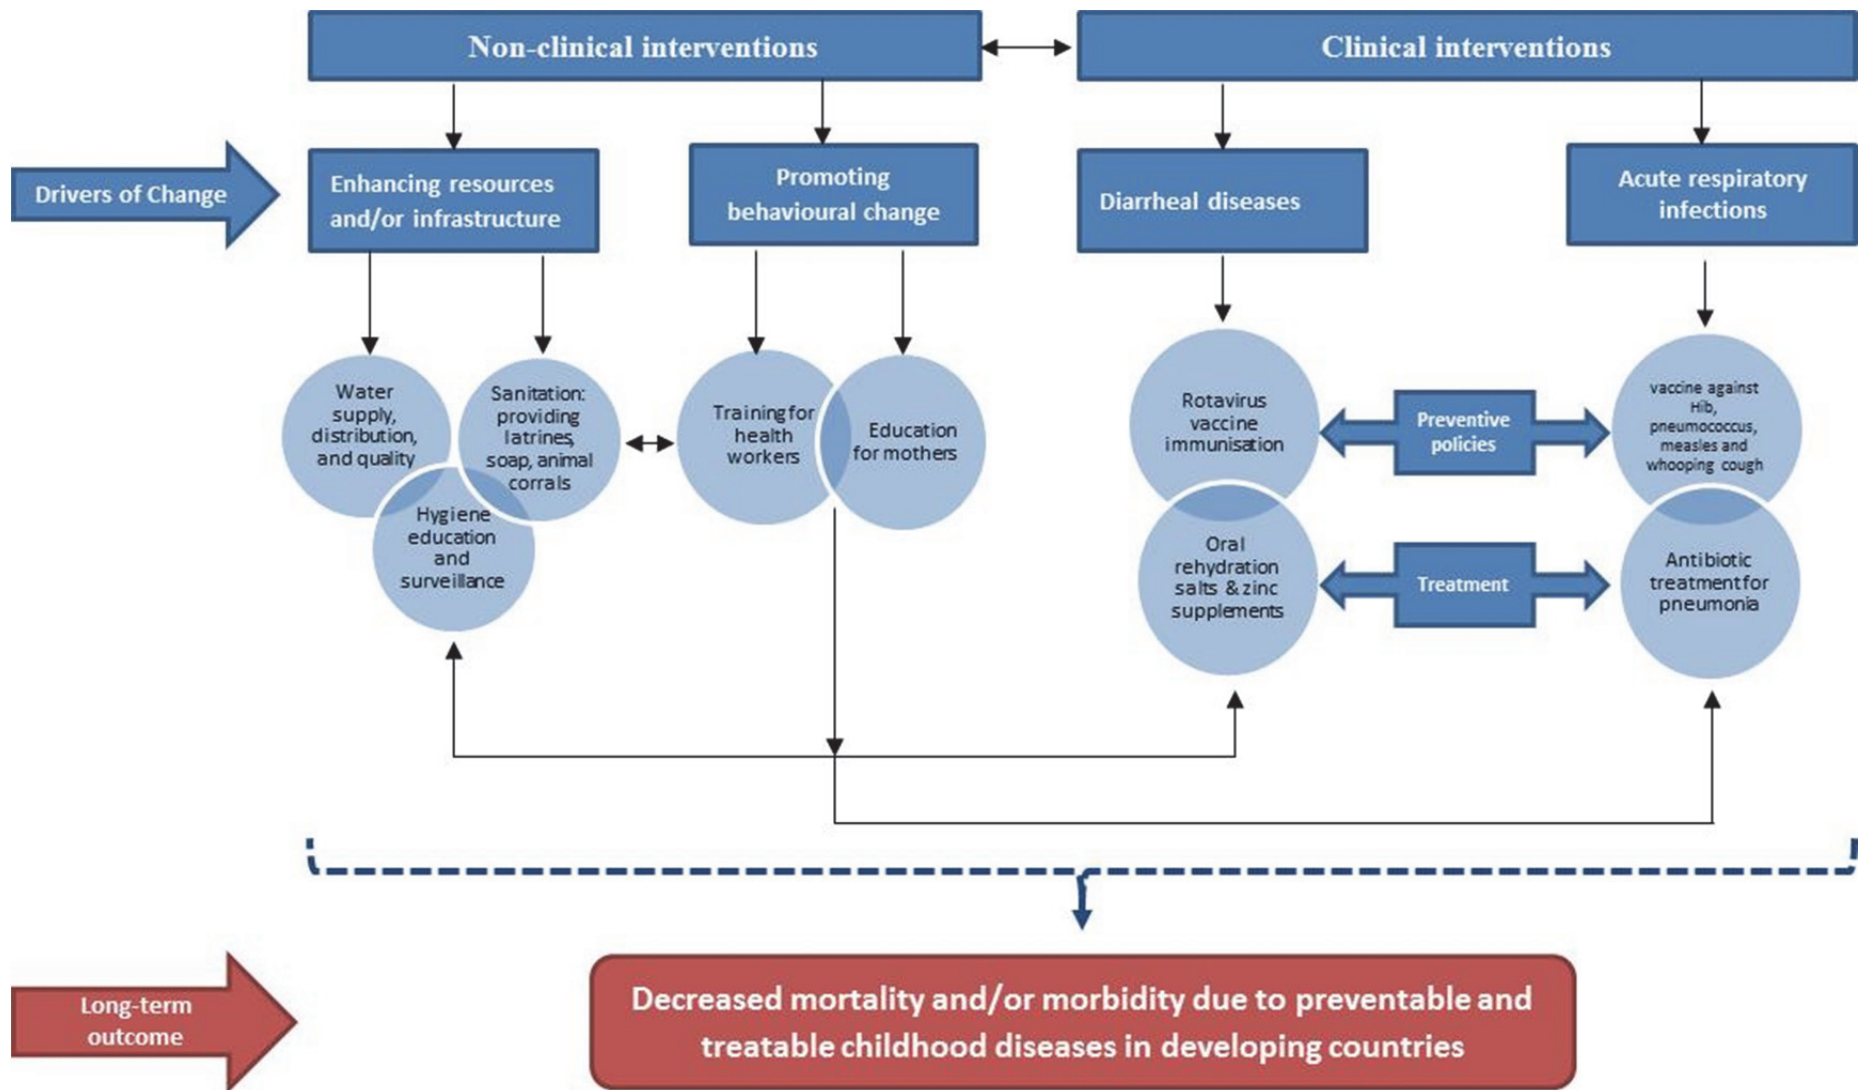 Non-clinical interventions
Clinical interventions
Drivers of Change
Enhancing resources
and/or infrastructure
Promoting
behavioural change
Diarrheal diseases
Acute respiratory
infections
Water
supply,
distribution,
and quality
Sanitation:
providing
latrines,
soap, animal
corrals
Hygiene
education
and
surveillance
Training for
health
workers
Education
for mothers
Rotavirus
vaccine
immunisation
Preventive
policies
vaccine against
Hib,
pneumococcus,
measles and
whooping cough
Oral
rehydration
salts & zinc
supplements
Treatment
Antibiotic
treatment for
pneumonia
Long-term
outcome
Decreased mortality and/or morbidity due to preventable and
treatable childhood diseases in developing countries